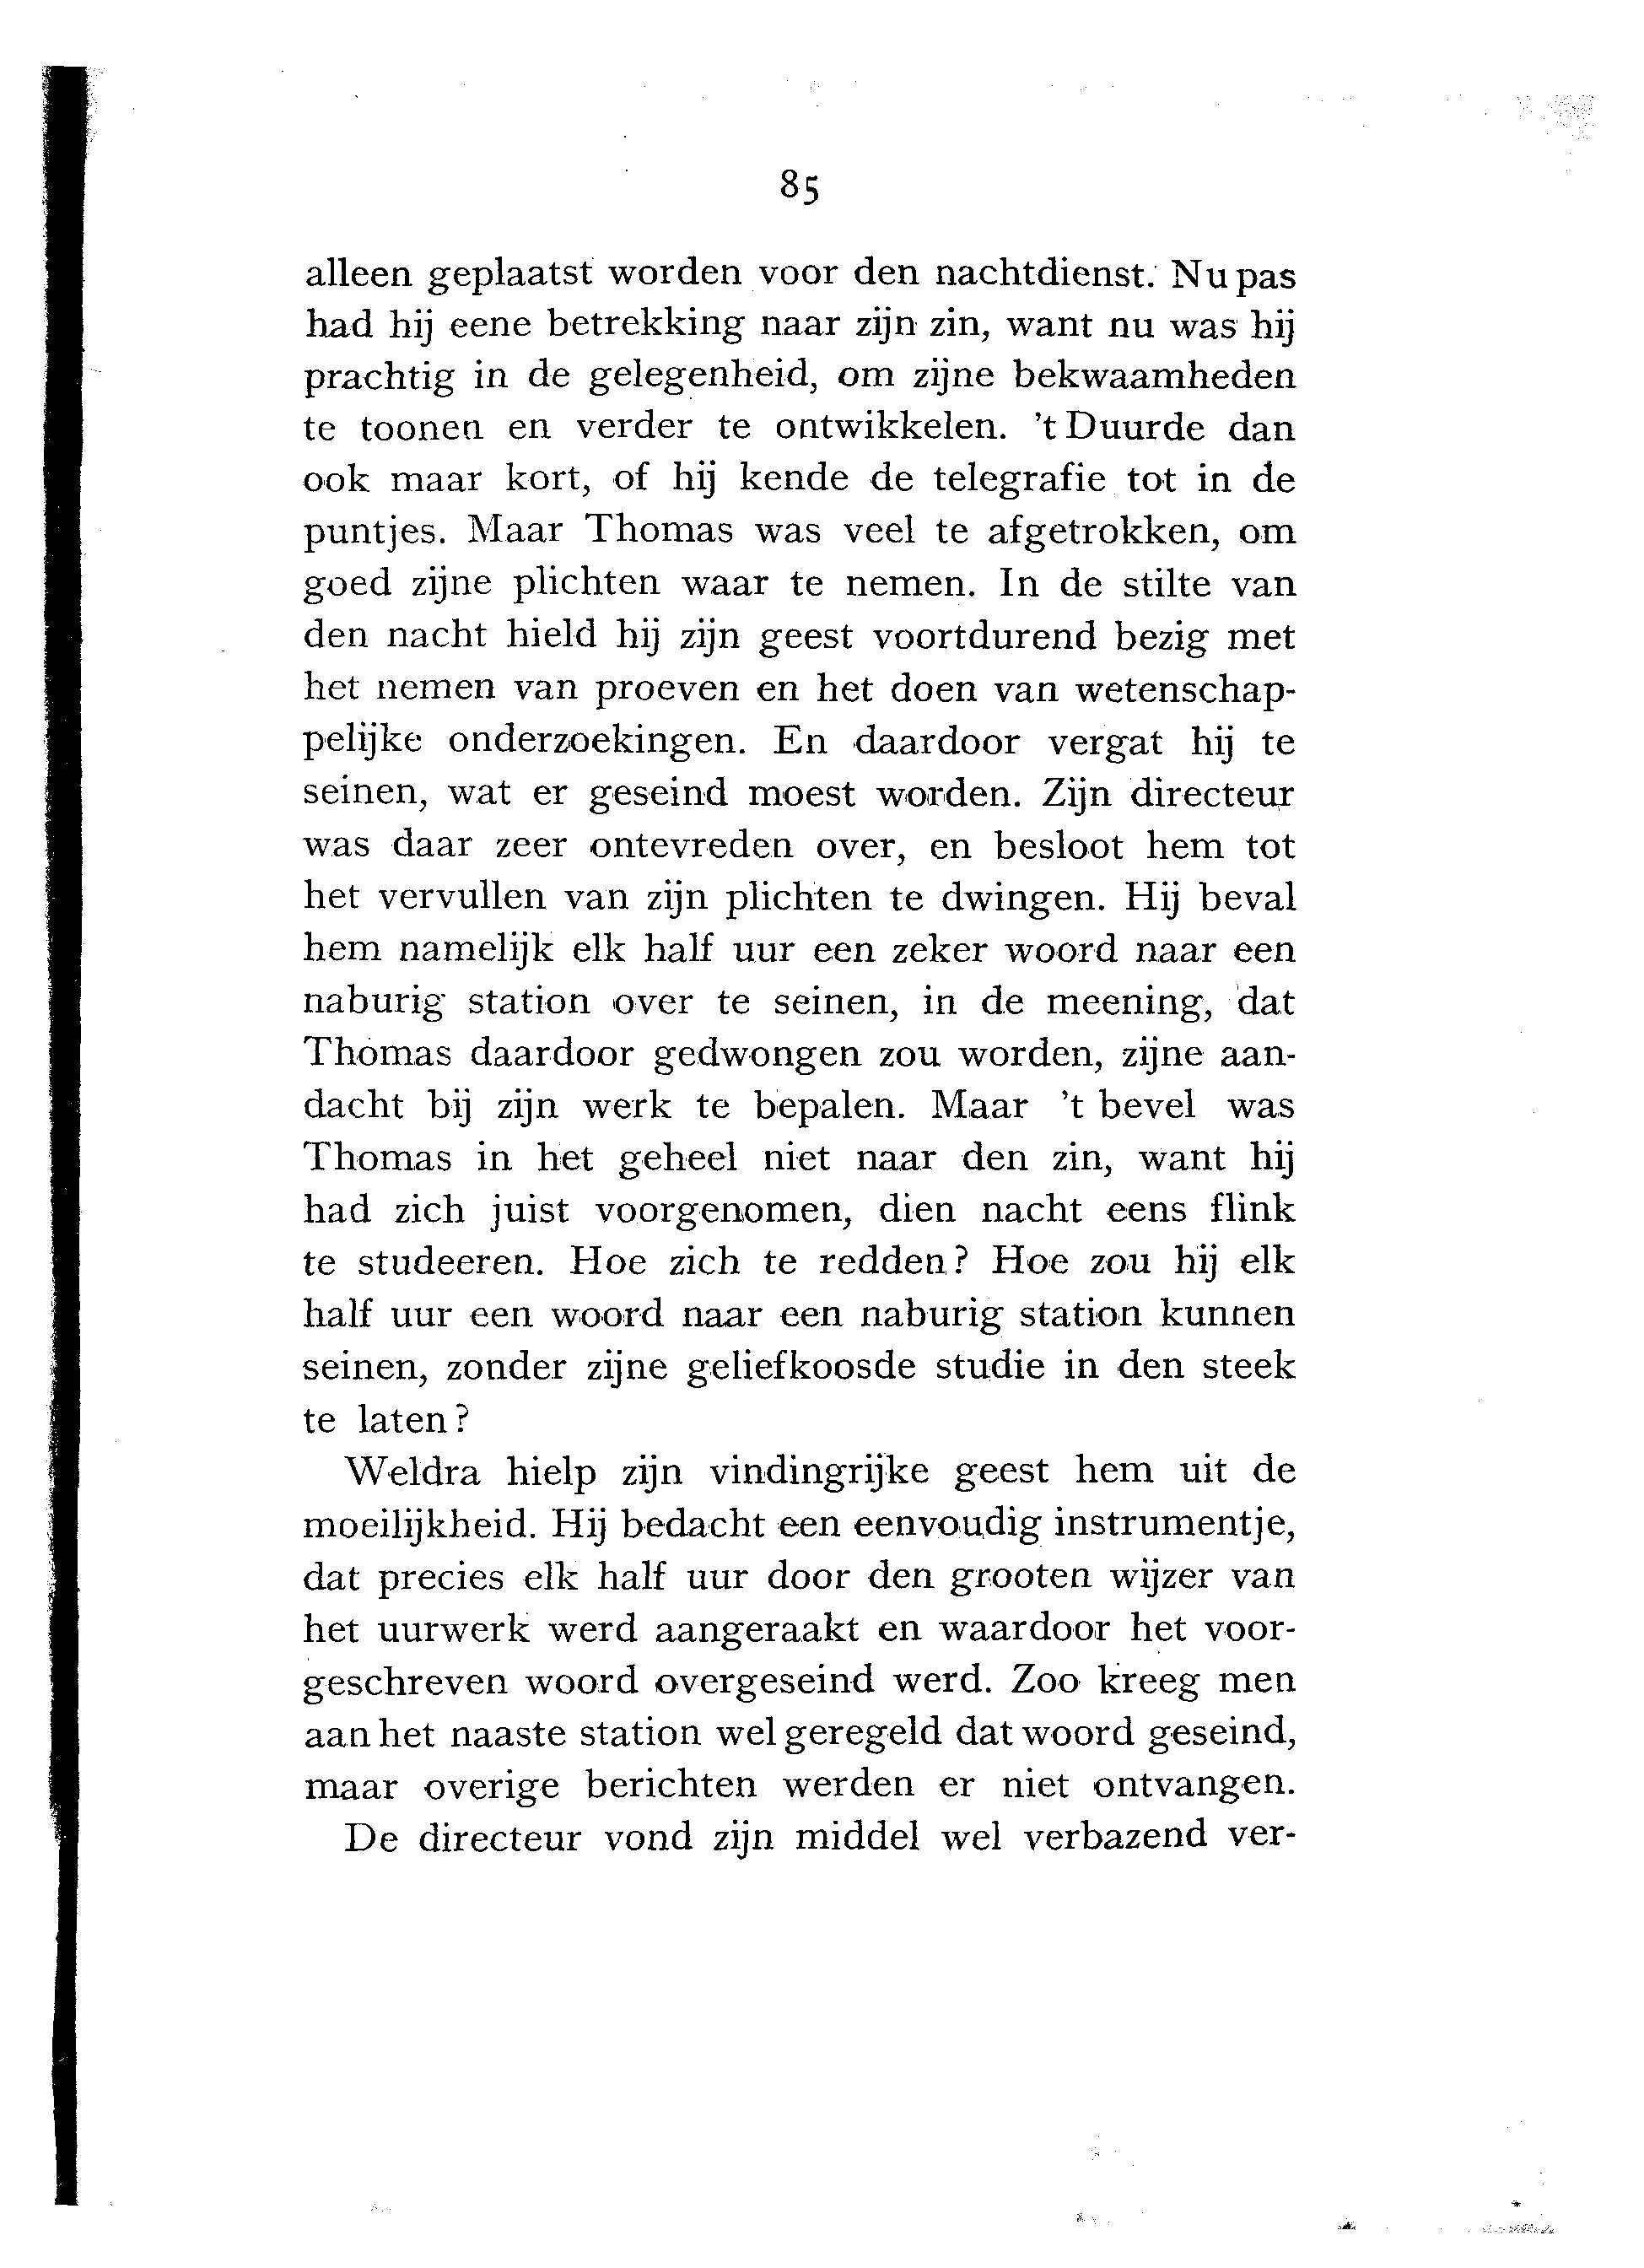 85
alleen geplaatst worden voor den nachtdienst. Nu pas
had hij eene betrekking naar zijn zin, want nu was hij
prachtig in de gelegenheid, om zijne bekwaamheden
te toonen en verder te ontwikkelen. 't Duurde dan
ook maar kort, of hij kende de telegrafie tot in de
puntjes. Maar Thomas was veel te afgetrokken, om
goed zijne plichten waar te nemen. In de stilte van
den nacht hield hij zijn geest voortdurend bezig met
het nemen van proeven en het doen van wetenschap-
pelijke onderzoekingen. En daardoor vergat hij te
seinen, wat er geseind moest worden. Zijn directeur
was daar zeer ontevreden over, en besloot hem tot
het vervullen van zijn plichten te dwingen. Hij beval
hem namelijk elk half uur een zeker woord naar een
naburig station over te seinen, in de meening, dat
Thomas daardoor gedwongen zou worden, zijne aan-
dacht bij zijn werk te bepalen. Maar 't bevel was
Thomas in het geheel niet naar den zin, want hij
had zich juist voorgenomen, dien nacht eens flink
te studeeren. Hoe zich te redden? Hoe zou hij elk
half uur een woord naar een naburig station kunnen
seinen, zonder zijne geliefkoosde studie in den steek
te laten?
Weldra hielp zijn vindingrijke geest hem uit de
moeilijkheid. Hij bedacht een eenvoudig instrumentje,
dat precies elk half uur door den grooten wijzer van
het uurwerk werd aangeraakt en waardoor het voor-
geschreven woord overgeseind werd. Zoo kreeg men
aan het naaste station wel geregeld dat woord geseind,
maar overige berichten werden er niet ontvangen.
De directeur vond zijn middel wel verbazend ver-